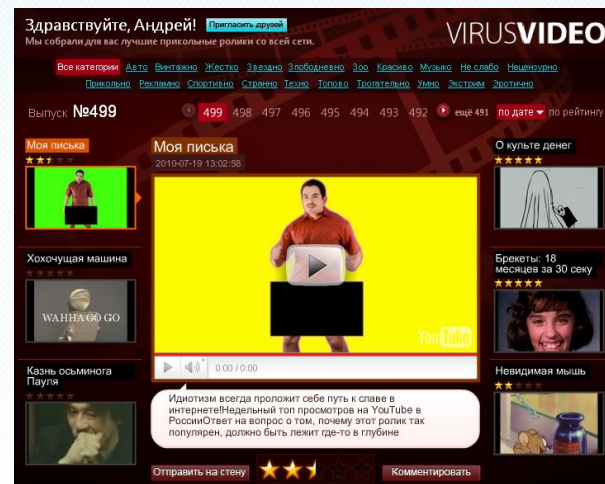 Здравствуйте, Андрей! Пригласить друзей
Мы собрали для вас лучшие прикольные ролики со всей сети.
VIRUSVIDEO
Все категории Авто Винтажно Жестко Звездно Злободневно Зоо Красиво Музыко Не слабо Нецензурно
Прикольно Рекламно Спортивно Странно Техно Топово Трогательно Умно Экстрим Эротично
Выпуск №499
499 498 497 496 495 494 493 492 ещё 491 по дате по рейтингу
Моя писька
Хохочущая машина
WAHHA GO GO
Казнь осьминога
Пауля
Моя писька
2010-07-19 13:02:58
YouTube
0:00 / 0:00
Идиотизм всегда проложит себе путь к славе в
интернете!Недельный топ просмотров на YouTube в
РоссииОтвет на вопрос о том, почему этот ролик так
популярен, должно быть лежит где-то в глубине
Отправить на стену
Комментировать
О культе денег
Брекеты: 18
месяцев за 30 секу
Невидимая мышь